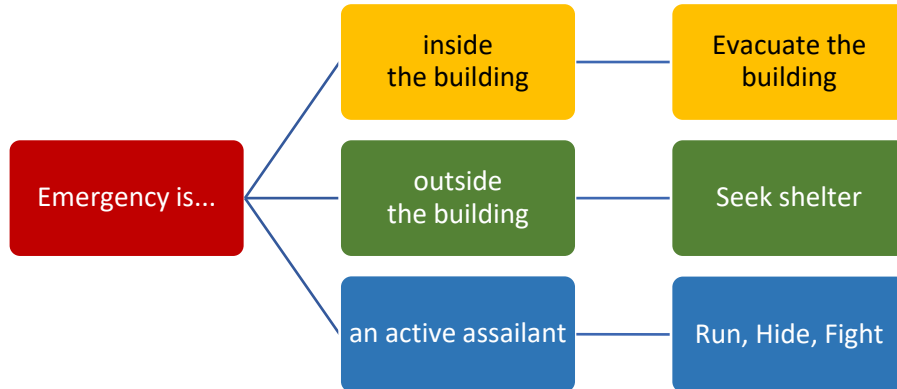 Emergency is...
inside
the building
Evacuate the
building
outside
the building
Seek shelter
an active assailant
Run, Hide, Fight